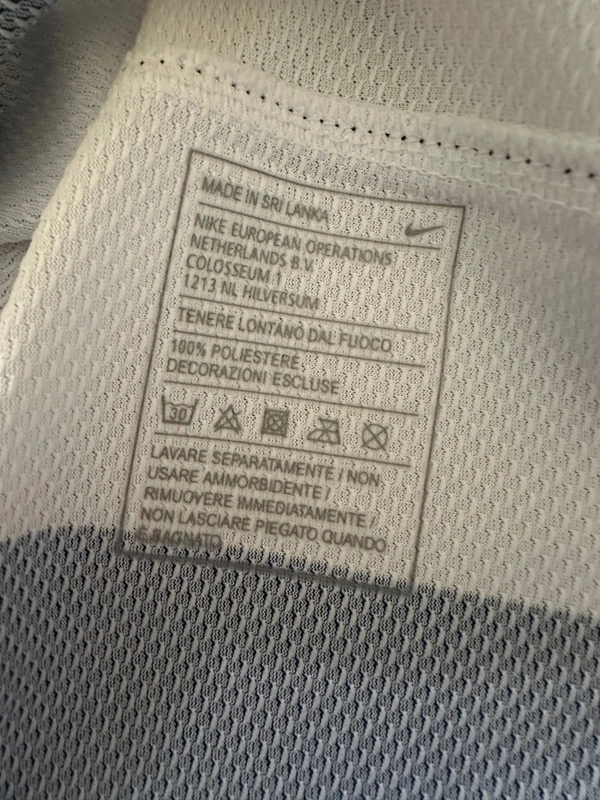 MADE IN SRI LANKA
NIKE EUROPEAN OPERATIONS
NETHERLANDS B.V.
COLOSSEUM 1
1213 NL HILVERSUM
TENERE LONTANO DAL FUOCO
100% POLIESTERE
DECORAZIONI ESCLUSE
30
LAVARE SEPARATAMENTE / NON
USARE AMMORBIDENTE /
RIMUOVERE IMMEDIATAMENTE /
NON LASCIARE PIEGATO QUANDO
E BAGNATO